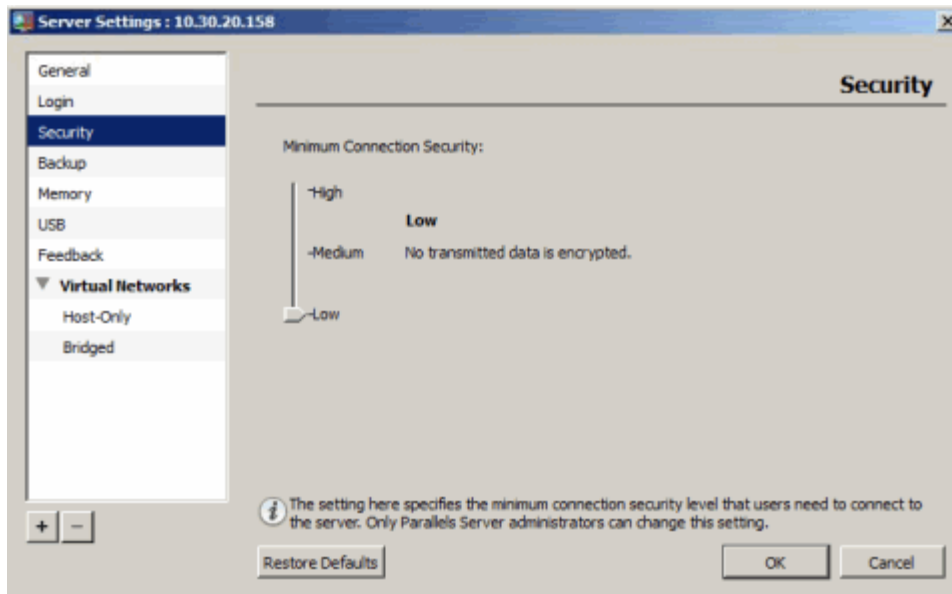 Server Settings : 10.30.20.158
General
Login
Security
Backup
Memory
USB
Feedback
Virtual Networks
Host-Only
Bridged
Security
Minimum Connection Security:
High
Low
Medium
No transmitted data is encrypted.
Low
The setting here specifies the minimum connection security level that users need to connect to
the server. Only Parallels Server administrators can change this setting.
Restore Defaults
OK
Cancel